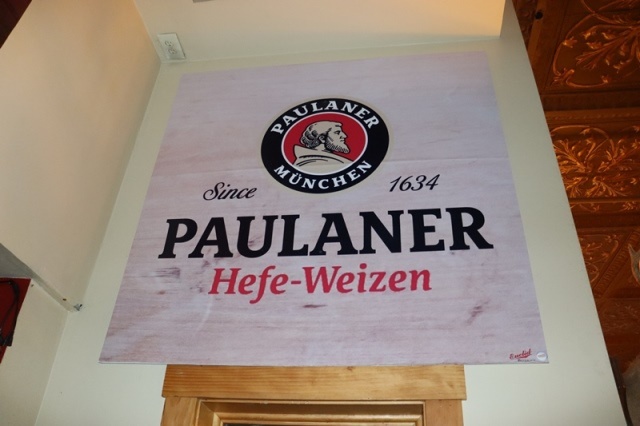 PAULANER
MÜNCHEN
Since 1634
PAULANER
Hefe-Weizen